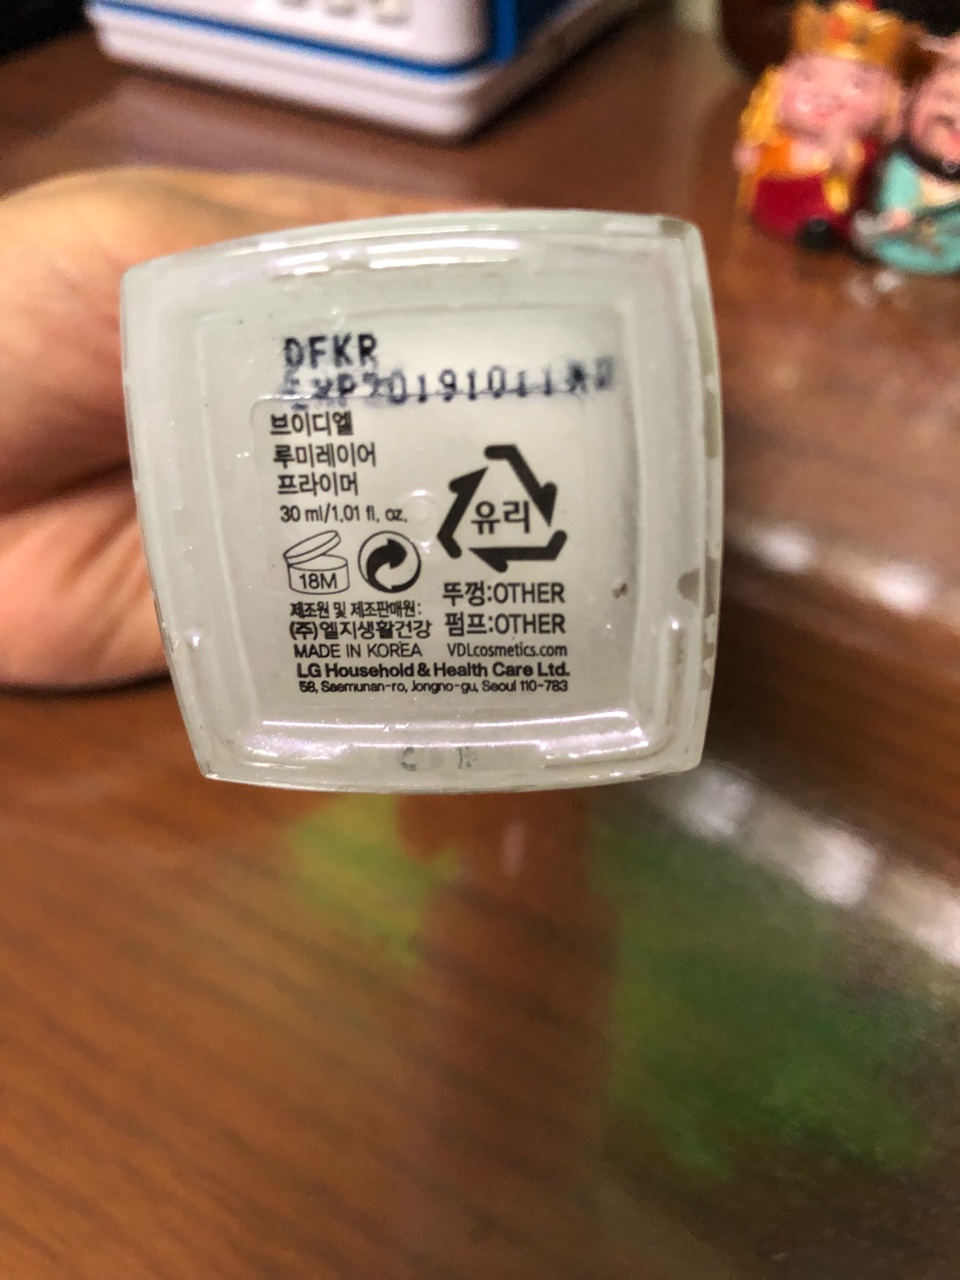 DFKR
EXP20191011
브이디엘
루미레이어
프라이머
30 ml/1.01 fl. oz.
18M
유리
뚜껑:OTHER
펌프:OTHER
제조원 및 제조판매원:
(주)엘지생활건강
MADE IN KOREA VDLcosmetics.com
LG Household & Health Care Ltd.
58, Saemunan-ro, Jongno-gu, Seoul 110-783